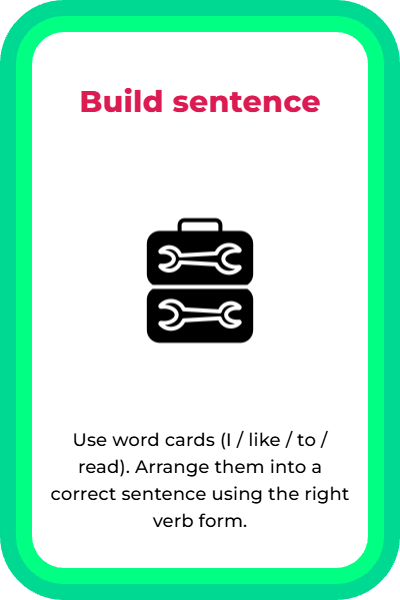 Build sentence
Use word cards (I / like / to /
read). Arrange them into a
correct sentence using the right
verb form.